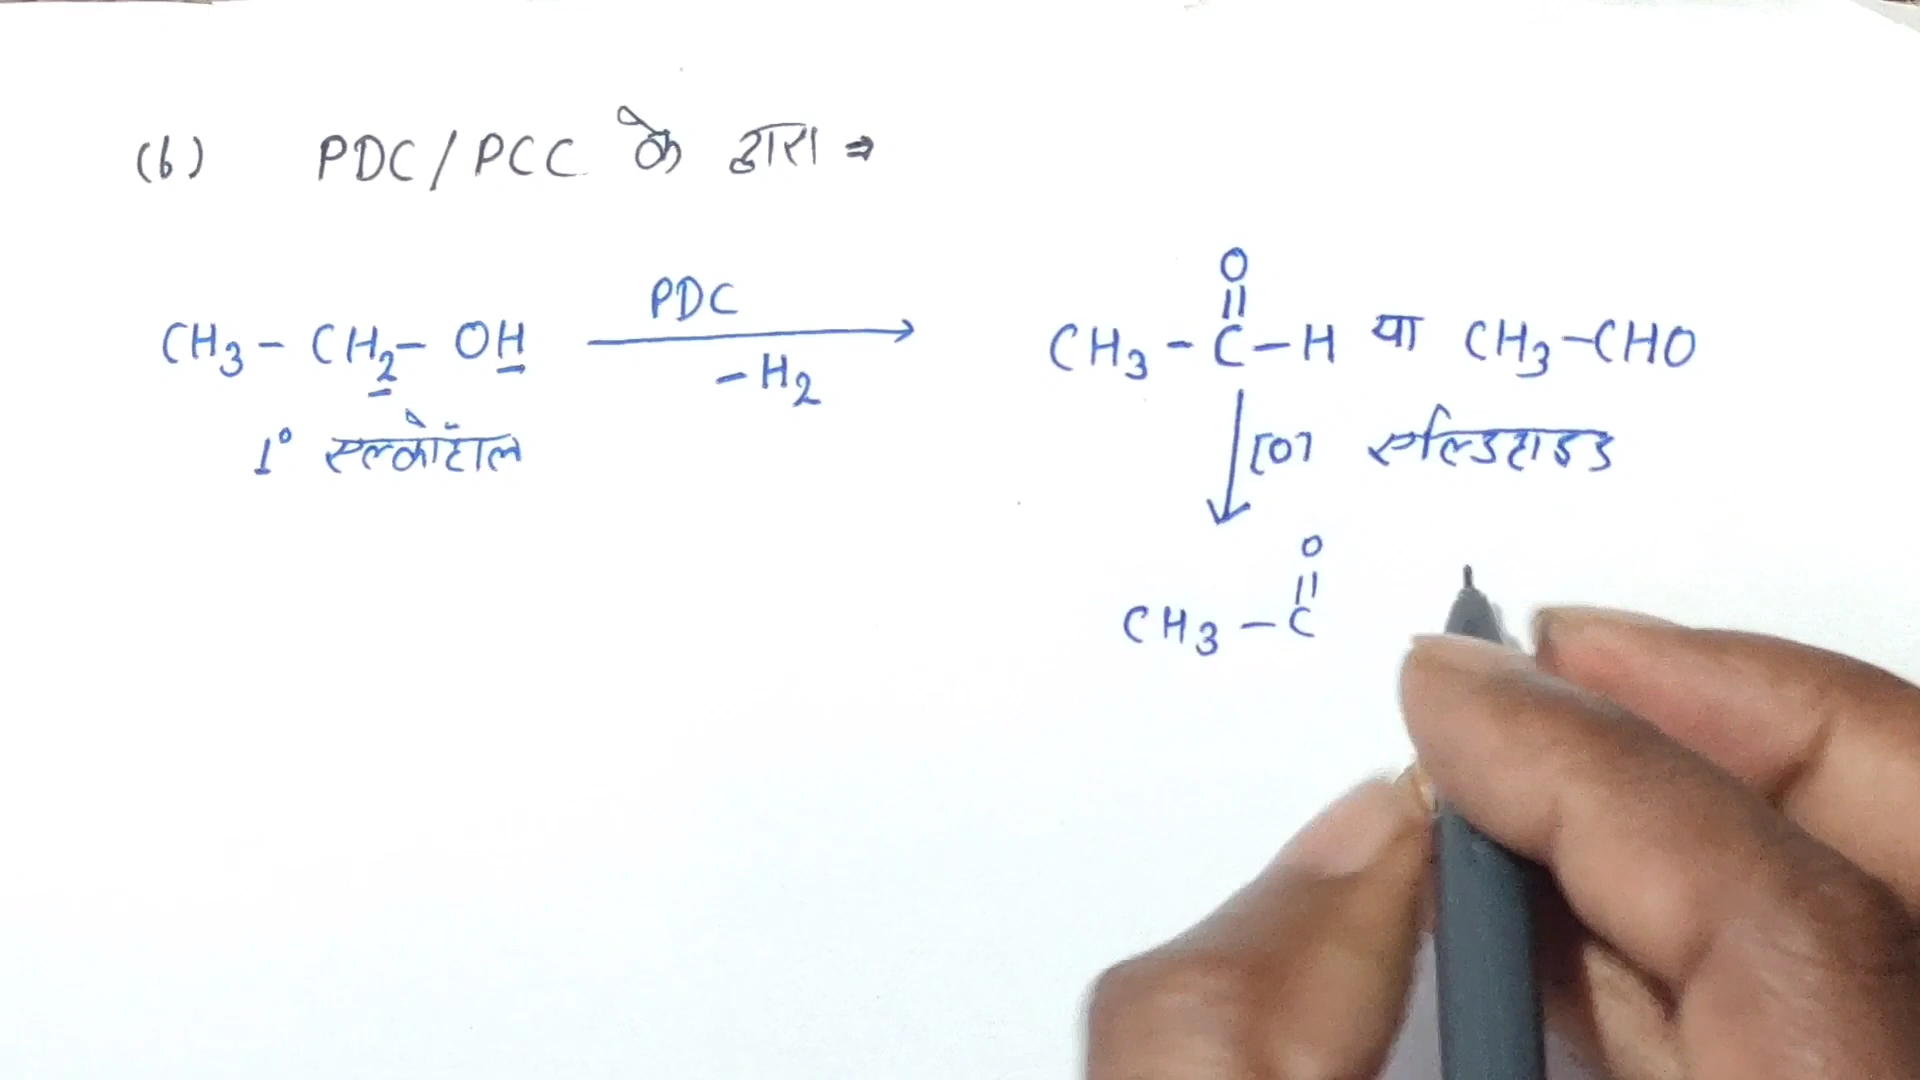 (b) PDC/PCC के द्वारा ⇒
O
||
CH₃ - CH₂ - OH PDC → CH₃ - C - H या CH₃ - CHO
- H₂
1° एल्कोहॉल ↓ [O] एल्डिहाइड
O
||
CH₃ - C